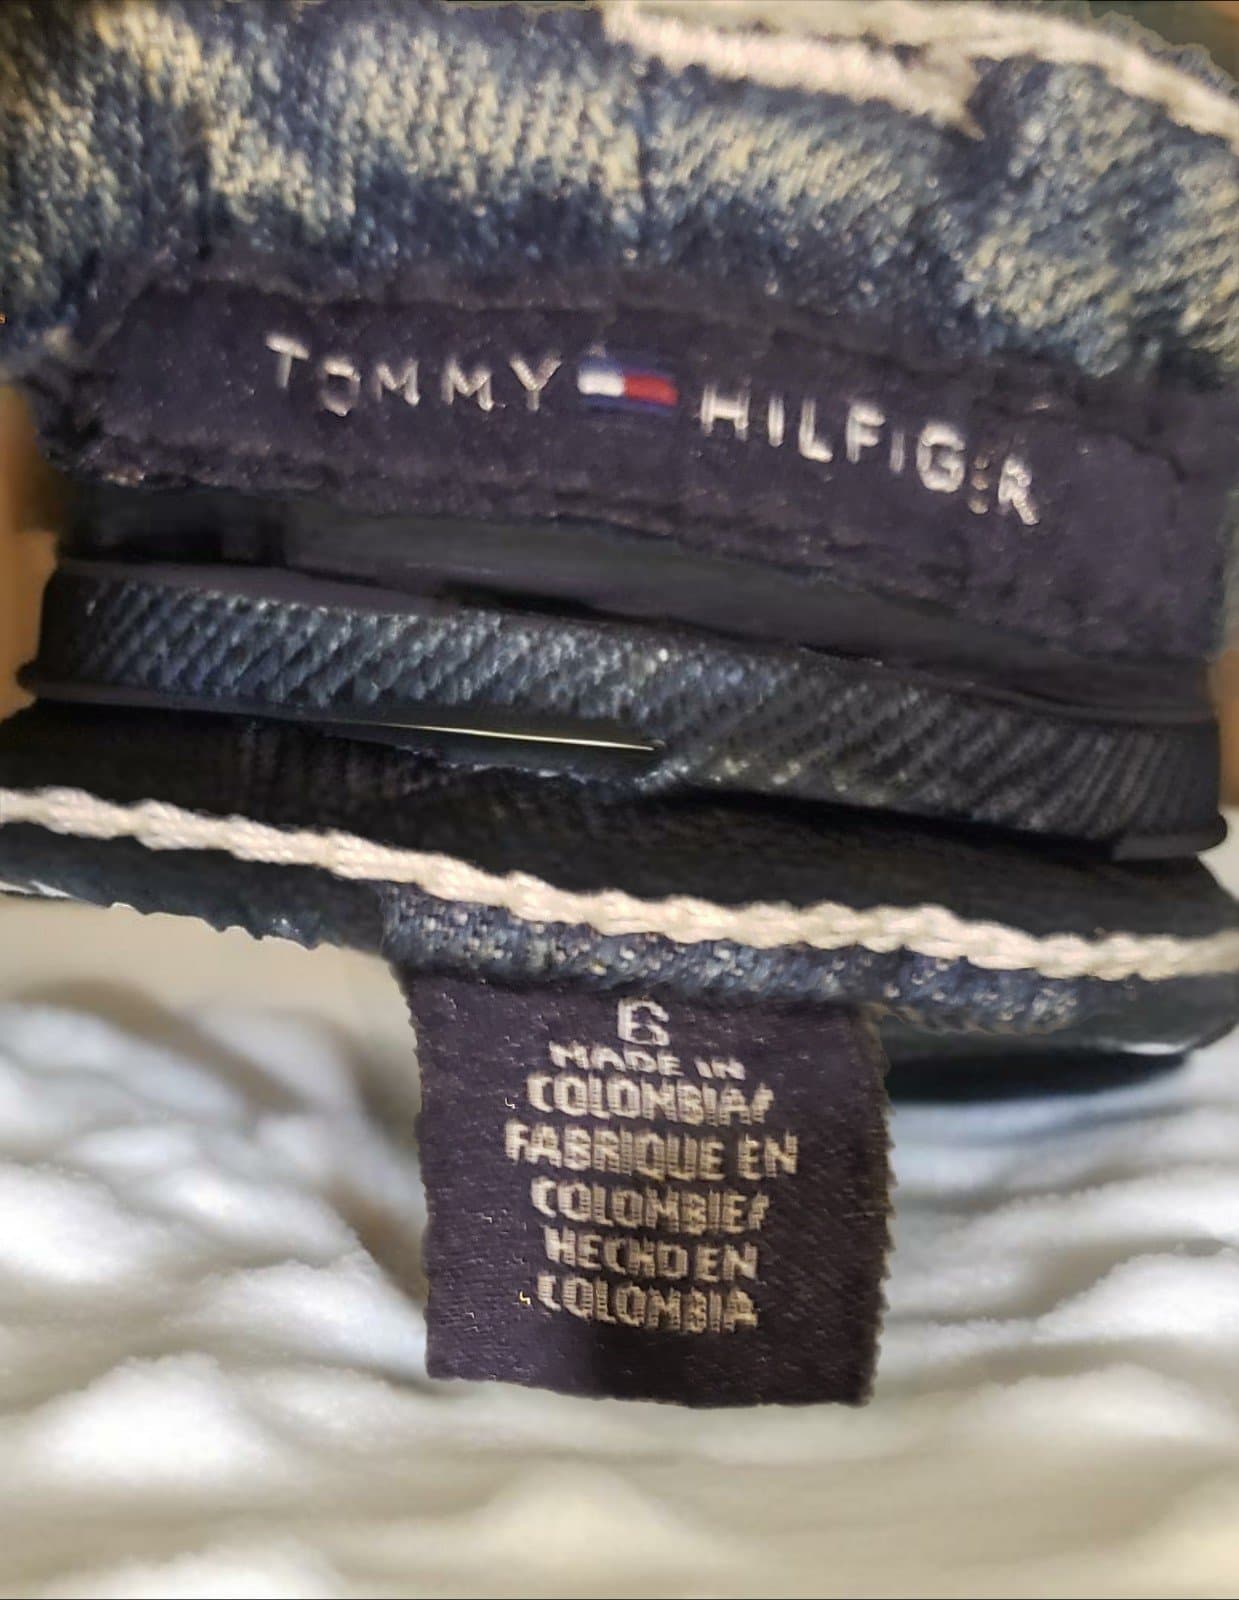 TOMMY HILFIGER
6
MADE IN
COLOMBIA/
FABRIQUE EN
COLOMBIE/
HECHO EN
COLOMBIA